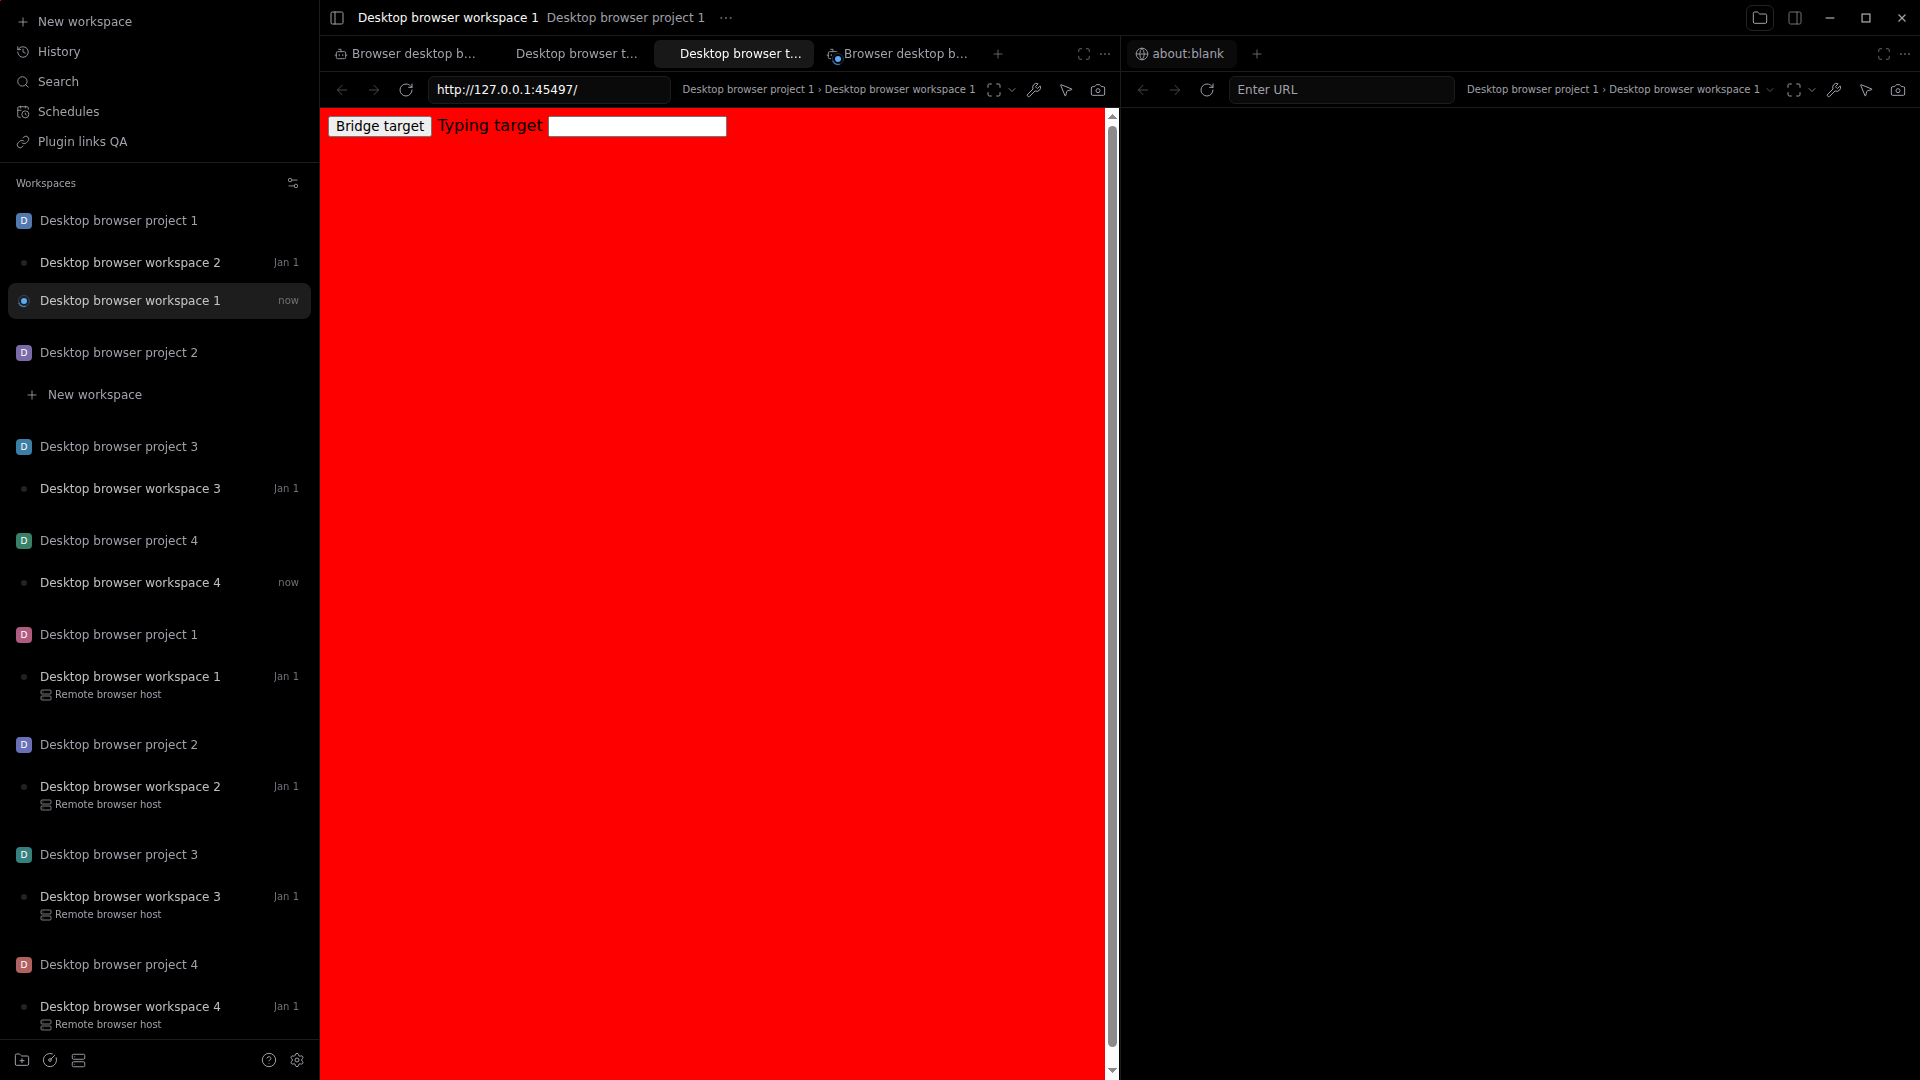 New workspace
History
Search
Schedules
Plugin links QA
Workspaces
D Desktop browser project 1
Desktop browser workspace 2 Jan 1
Desktop browser workspace 1 now
D Desktop browser project 2
New workspace
D Desktop browser project 3
Desktop browser workspace 3 Jan 1
D Desktop browser project 4
Desktop browser workspace 4 now
D Desktop browser project 1
Desktop browser workspace 1 Jan 1
Remote browser host
D Desktop browser project 2
Desktop browser workspace 2 Jan 1
Remote browser host
D Desktop browser project 3
Desktop browser workspace 3 Jan 1
Remote browser host
D Desktop browser project 4
Desktop browser workspace 4 Jan 1
Remote browser host
Desktop browser workspace 1 Desktop browser project 1
Browser desktop b... Desktop browser t... Desktop browser t... Browser desktop b...
http://127.0.0.1:45497/ Desktop browser project 1 › Desktop browser workspace 1
Bridge target Typing target
about:blank
Enter URL Desktop browser project 1 › Desktop browser workspace 1